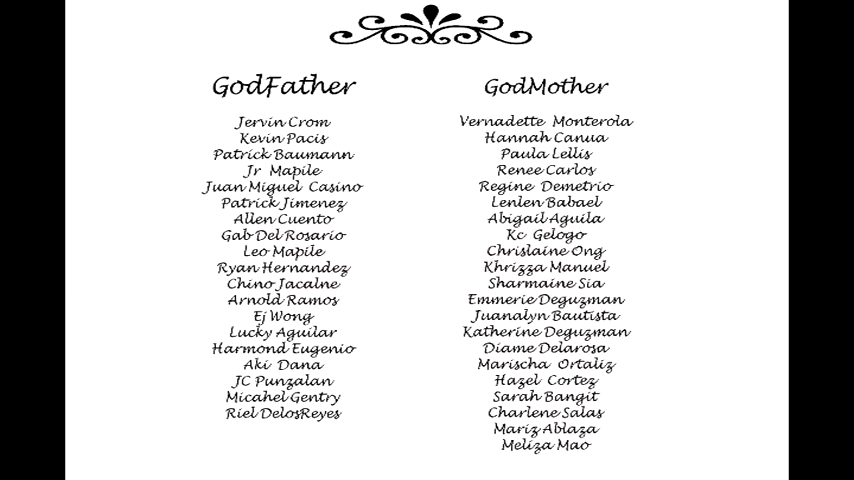 GodFather
Jervin Crom
Kevin Pacis
Patrick Baumann
Jr Mapile
Juan Miguel Casino
Patrick Jimenez
Allen Cuento
Gab Del Rosario
Leo Mapile
Ryan Hernandez
Chino Jacalne
Arnold Ramos
Ej Wong
Lucky Aguilar
Harmond Eugenio
Aki Dana
JC Punzalan
Micahel Gentry
Riel DelosReyes
GodMother
Vernadette Monterola
Hannah Canua
Paula Lellis
Renee Carlos
Regine Demetrio
Lenlen Babael
Abigail Aguila
Kc Gelogo
Chrislaine Ong
Khrizza Manuel
Sharmaine Sia
Emmerie Deguzman
Juanalyn Bautista
Katherine Deguzman
Diame Delarosa
Marischa Ortaliz
Hazel Cortez
Sarah Bangit
Charlene Salas
Mariz Ablaza
Meliza Mao